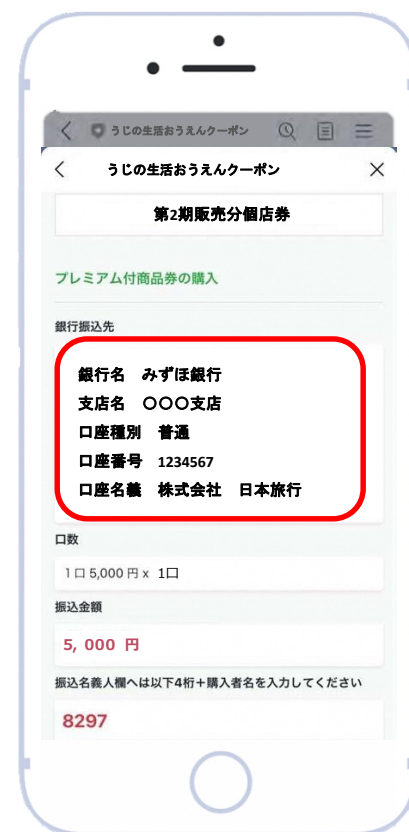 うじの生活おうえんクーポン
うじの生活おうえんクーポン
第2期販売分個店券
プレミアム付商品券の購入
銀行振込先
銀行名 みずほ銀行
支店名 〇〇〇支店
口座種別 普通
口座番号 1234567
口座名義 株式会社 日本旅行
口数
1口 5,000 円 x 1口
振込金額
5, 000 円
振込名義人欄へは以下4桁+購入者名を入力してください
8297